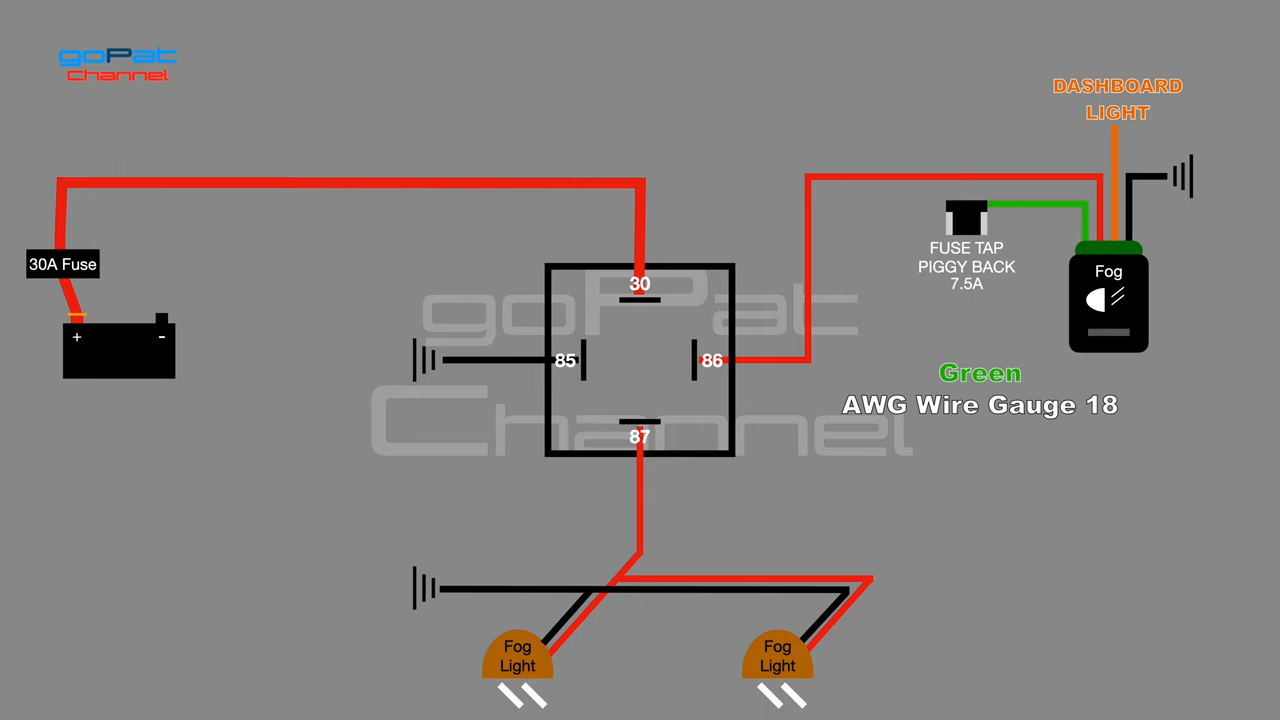 goPat
Channel
DASHBOARD
LIGHT
30A Fuse
+ -
30
85
86
87
goPat
Channel
FUSE TAP
PIGGY BACK
7.5A
Fog
Green
AWG Wire Gauge 18
Fog
Light
Fog
Light